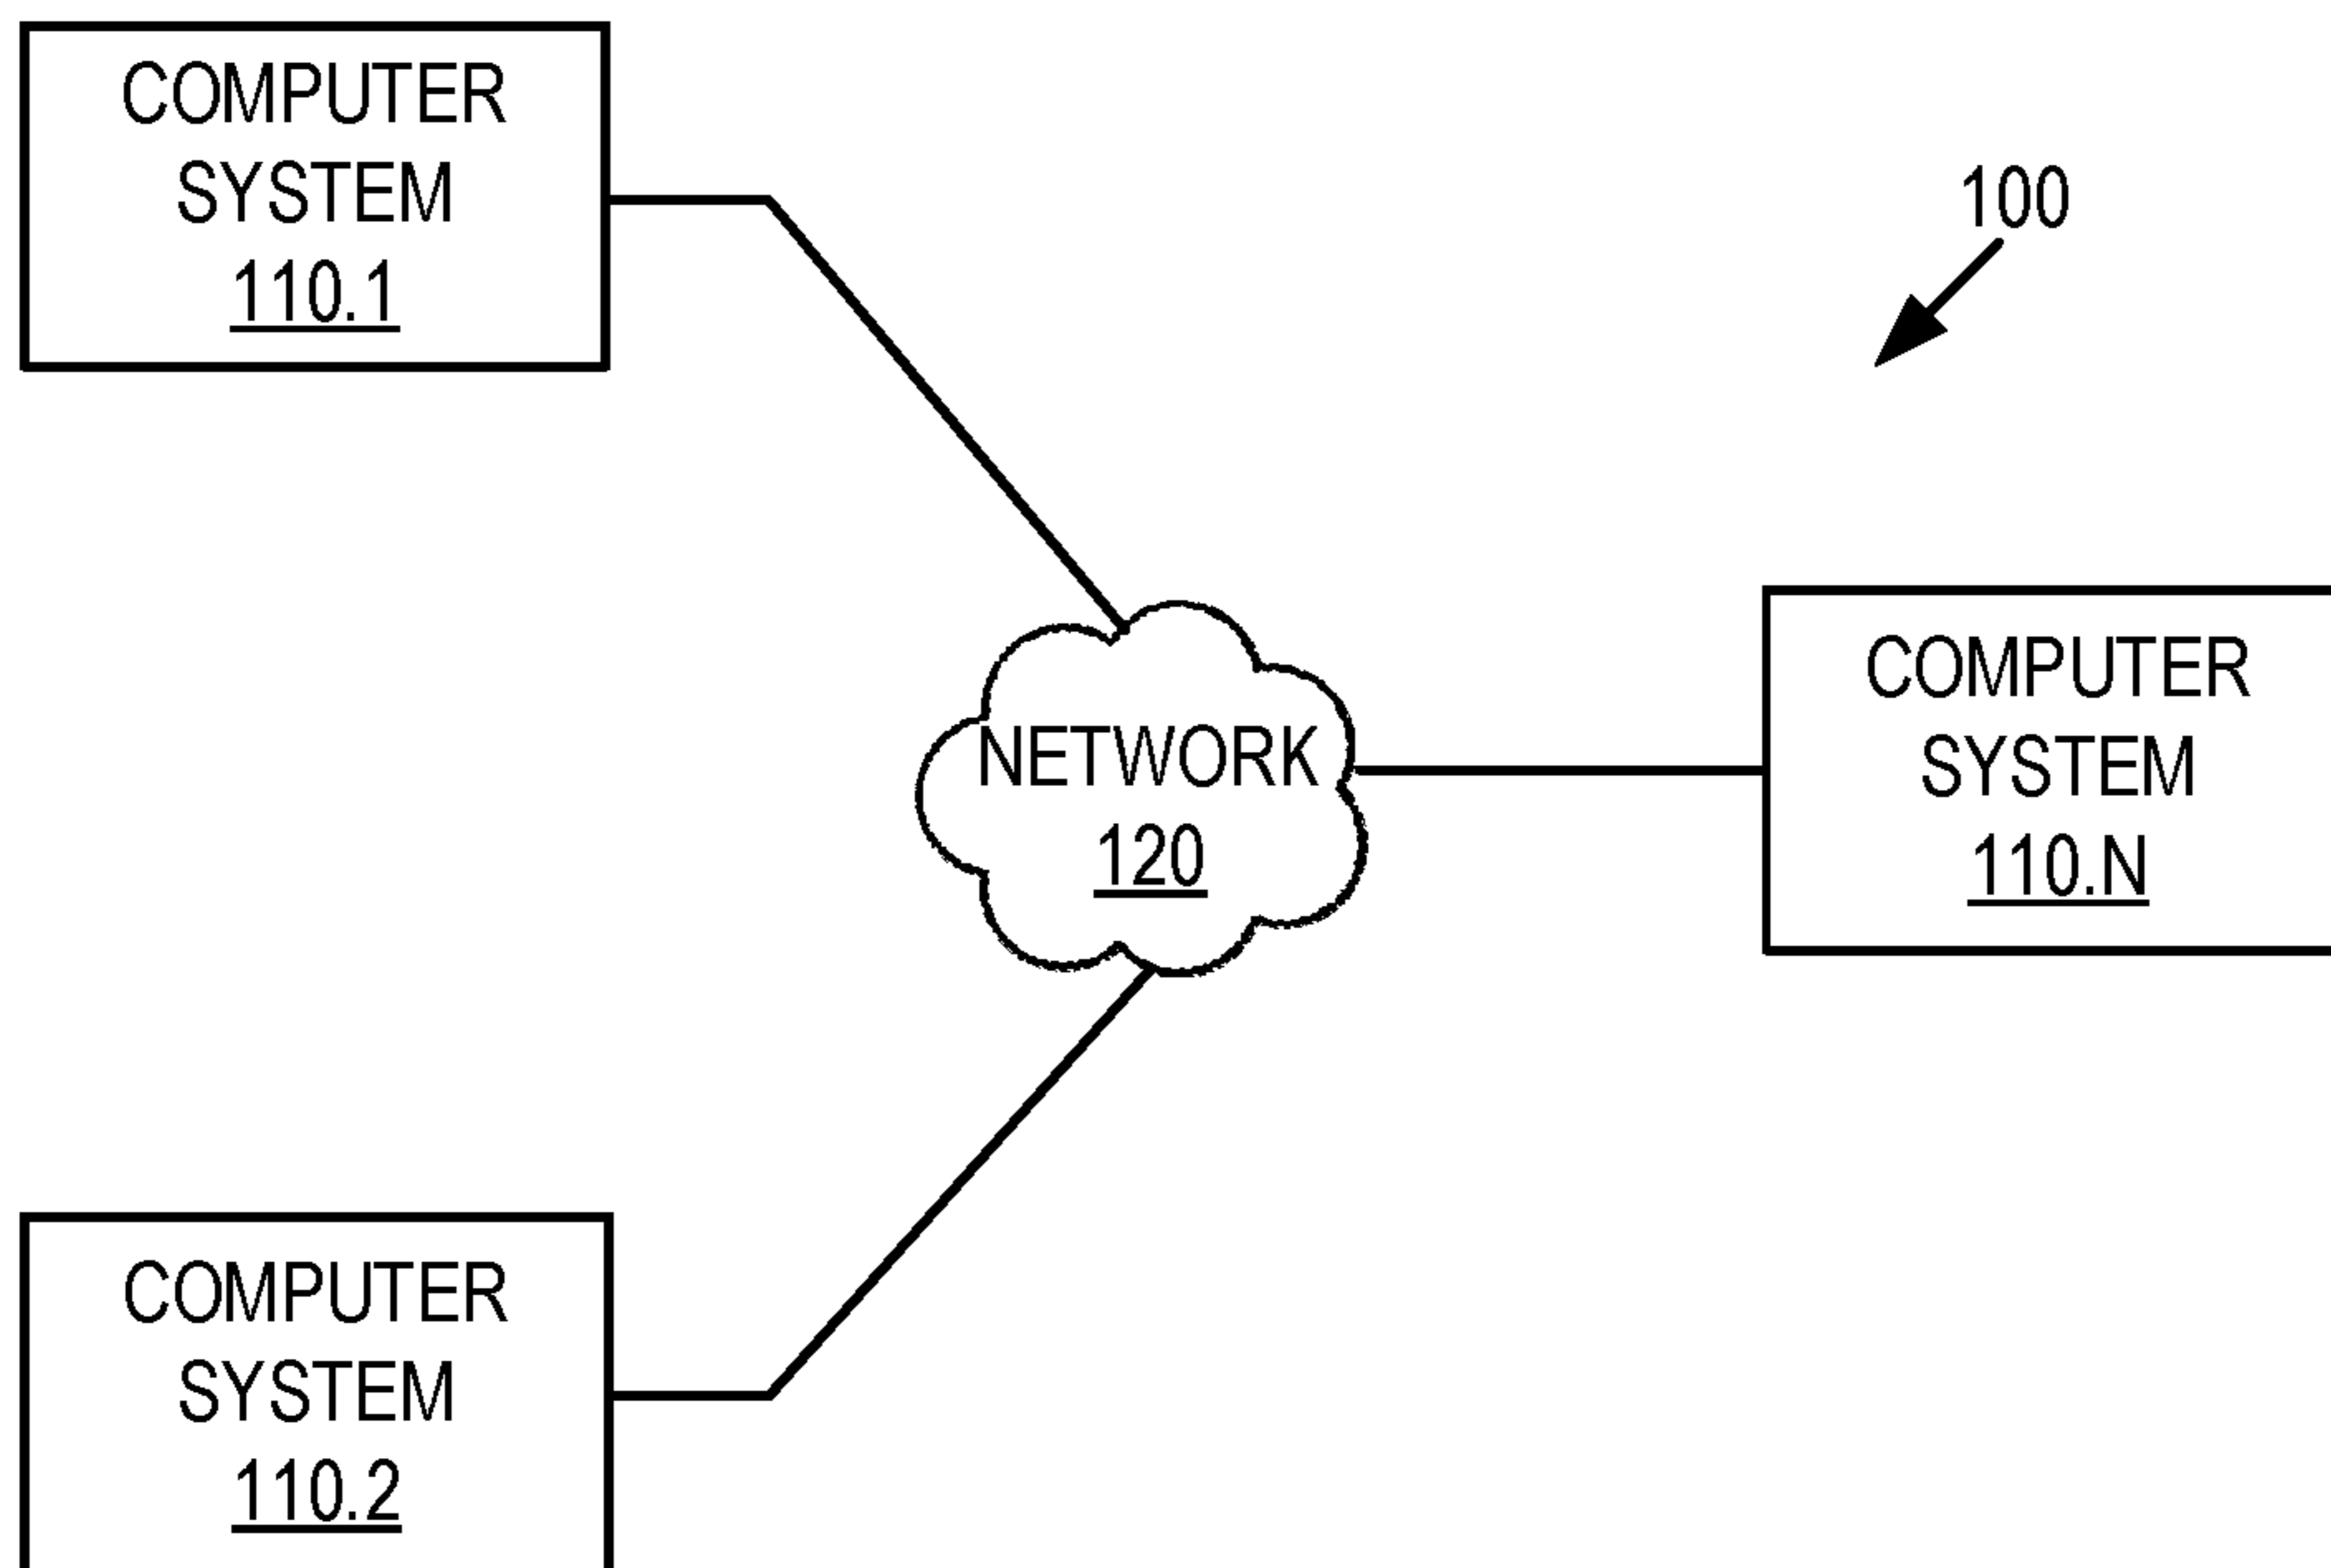 COMPUTER
SYSTEM
110.1
100
COMPUTER
SYSTEM
110.N
NETWORK
120
COMPUTER
SYSTEM
110.2